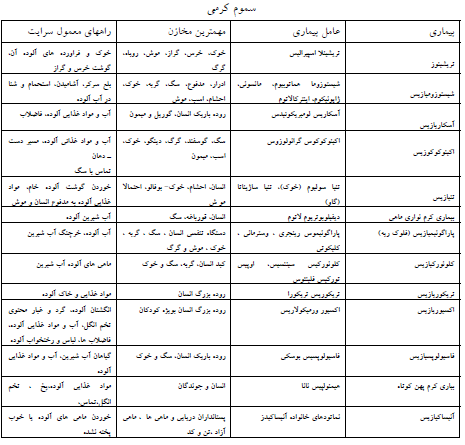 سموم کرمی
بیماری عامل بیماری مهمترین مخازن راههای معمول سرایت
تریشینوز تریشینلا اسپیرالیس خوک، خرس، گراز، موش، روباه، خوک و فراورده های آلوده آن،
گرگ گوشت خرس و گراز
شیستوزومیازیس شیستوزوما هماتوبیوم، مانسونی، ادرار، مدفوع، سگ، گربه، خوک، بلع سرکر، آشامیدن، استحمام و شنا
ژاپونیکوم، اینترکالاتوم احشام، اسب، موش در آب آلوده
آسکاریازیس آسکاریس لومبریکوئیدس روده باریک انسان، گوریل و میمون آب و مواد غذایی آلوده، فاضلاب
اکینوکوکوزیس اکینوکوکوس گرانولوزوس سگ، گوسفند، گرگ، دینگو، خوک، آب و مواد غذائی آلوده، مسیر دست
اسب، میمون ــ دهان
تماس با سگ
تنیازیس تنیا سولیوم (خوک)، تنیا ساژیناتا انسان، احشام، خوک- بوفالو، احتمالا خوردن گوشت آلوده خام، مواد
(گاو) موش غذایی آلوده به مدفوع انسان و موش
بیماری کرم نواری ماهی دیفیلوبوتریوم لاتوم انسان، قورباغه، سگ آب شیرین آلوده
پاراگونیمیازیس (فلوک ریه) پاراگونیموس رینجری ، وسترمانی ، دستگاه تنفس انسان ، سگ ، گربه ، آب آلوده، خرچنگ آب شیرین
کلیکوتی خوک ، موش و گرگ
کلونورکیازیس کلونورکیس سیننسیس، اوپیس کبد انسان، گربه، سگ و خوک ماهی های آلوده آب شیرین
تورکیس فلینئوس
تریکوریازیس تریکوریس تریکورا روده بزرگ انسان مواد غذایی و خاک آلوده
اکسیوریازیس اکسیور ورمیکولاریس روده بزرگ انسان بویژه کودکان انگشتان آلوده، گرد و غبار محتوی
تخم انگل، آب و مواد غذایی آلوده،
فاضلاب ها، لباس و رختخواب آلوده
فاسیولوپسیازیس فاسیولوپسیس بوسکی روده باریک انسان، سگ و خوک گیاهان آب شیرین، آب و مواد غذایی
آلوده
بیاری کرم پهن کوتاه هیمنولپیس نانا انسان و جوندگان مواد غذایی آلوده،یخ ، تخم
انگل،تماس،
آنیساکیازیس نماتودهای خانواده آنیساکیدز پستانداران دریایی و ماهی ها ، ماهی خوردن ماهی های آلوده یا خوب
آزاد ،تن و کد پخته نشده